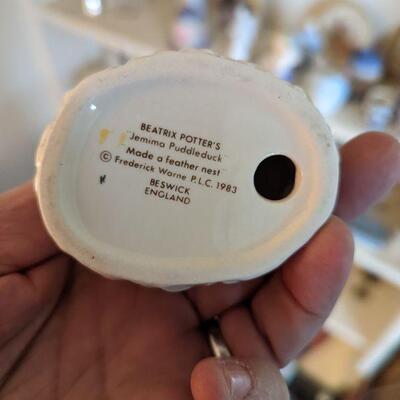 BEATRIX POTTER'S
"Jemima Puddleduck"
Made a feather nest
© Frederick Warne P.L.C. 1983
BESWICK
ENGLAND